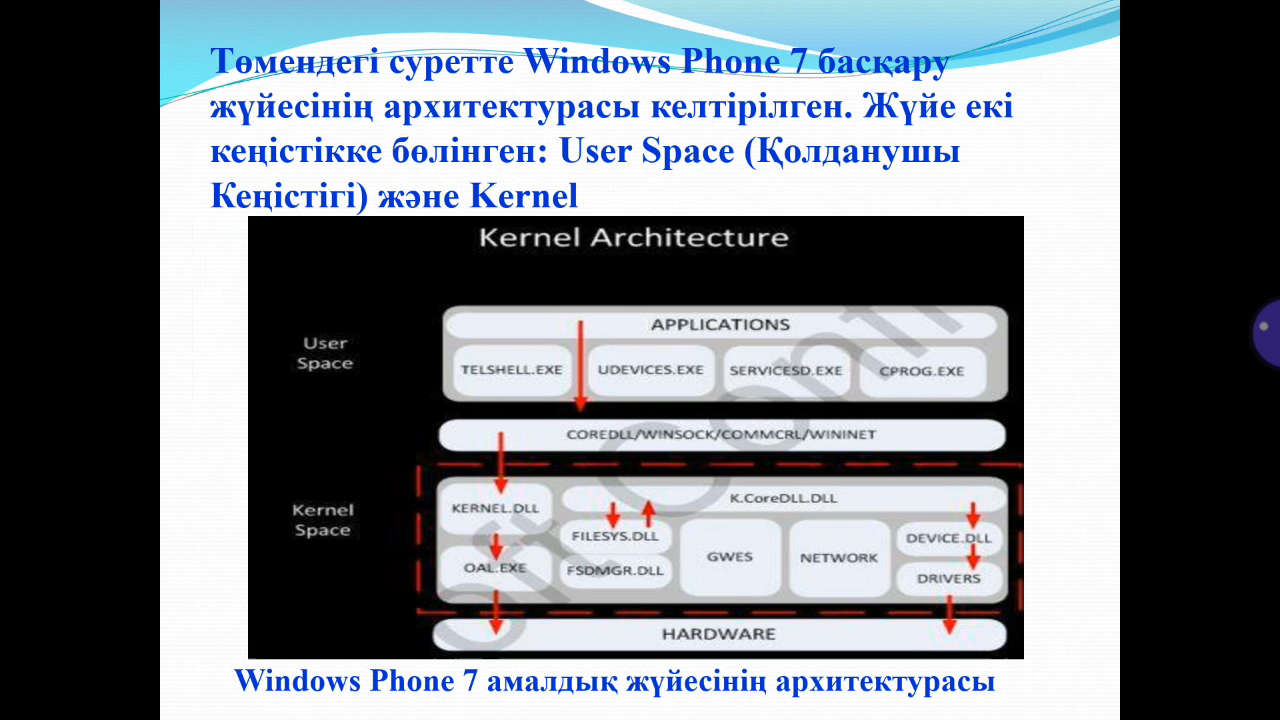 Төмендегі суретте Windows Phone 7 басқару
жүйесінің архитектурасы келтірілген. Жүйе екі
кеңістікке бөлінген: User Space (Қолданушы
Кеңістігі) және Kernel
Kernel Architecture
User
Space
APPLICATIONS
TELSHELL.EXE UDEVICES.EXE SERVICESD.EXE CPROG.EXE
COREDLL/WINSOCK/COMMCRL/WININET
Kernel
Space
K.CoreDLL.DLL
KERNEL.DLL
FILESYS.DLL
DEVICE.DLL
GWES
NETWORK
OAL.EXE
FSDMGR.DLL
DRIVERS
HARDWARE
Windows Phone 7 амалдық жүйесінің архитектурасы